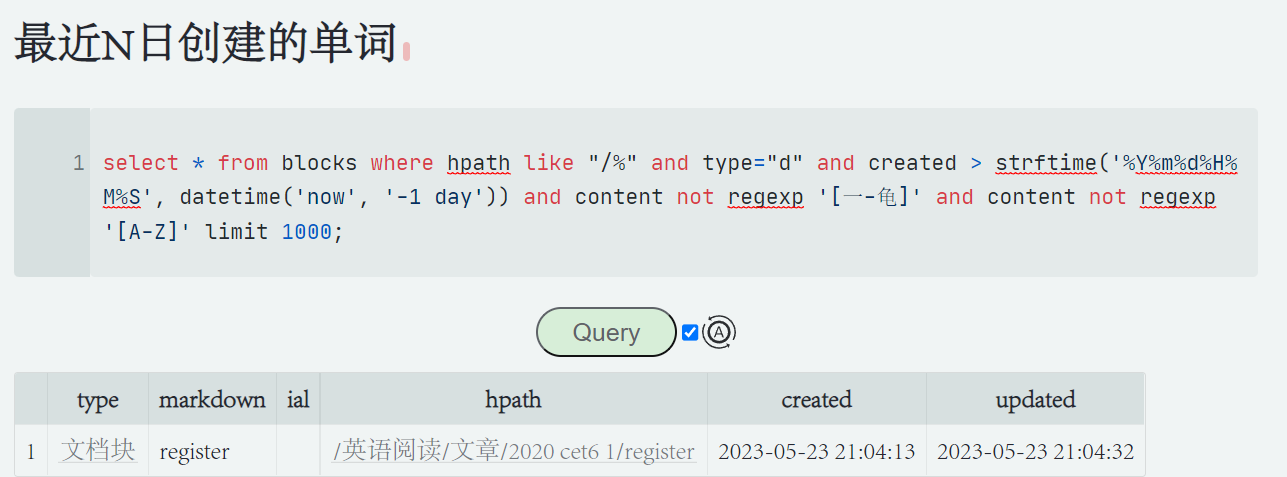 最近N日创建的单词
1 select * from blocks where hpath like "/%" and type="d" and created > strftime('%Y%m%d%H%
M%S', datetime('now', '-1 day')) and content not regexp '[一-龟]' and content not regexp
'[A-Z]' limit 1000;
Query A
type markdown ial hpath created updated
1 文档块 register /英语阅读/文章/2020 cet6 1/register 2023-05-23 21:04:13 2023-05-23 21:04:32